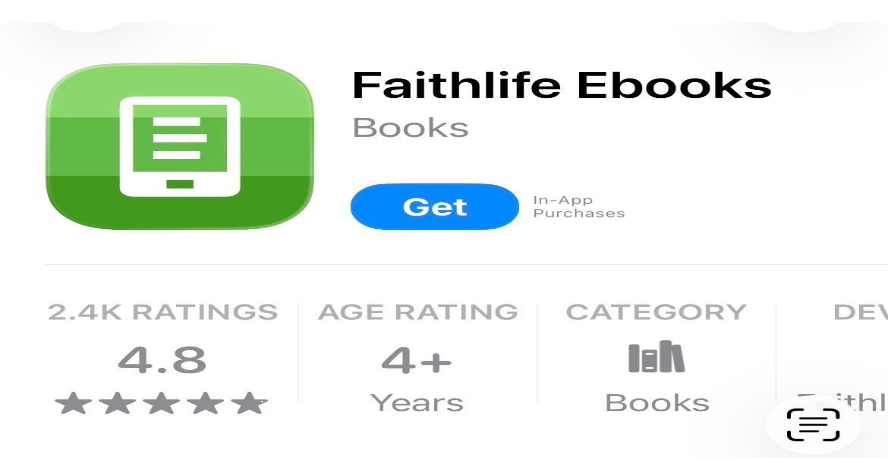 Faithlife Ebooks
Books
Get
In-App
Purchases
2.4K RATINGS
AGE RATING
CATEGORY
4.8
4+
Years
Books